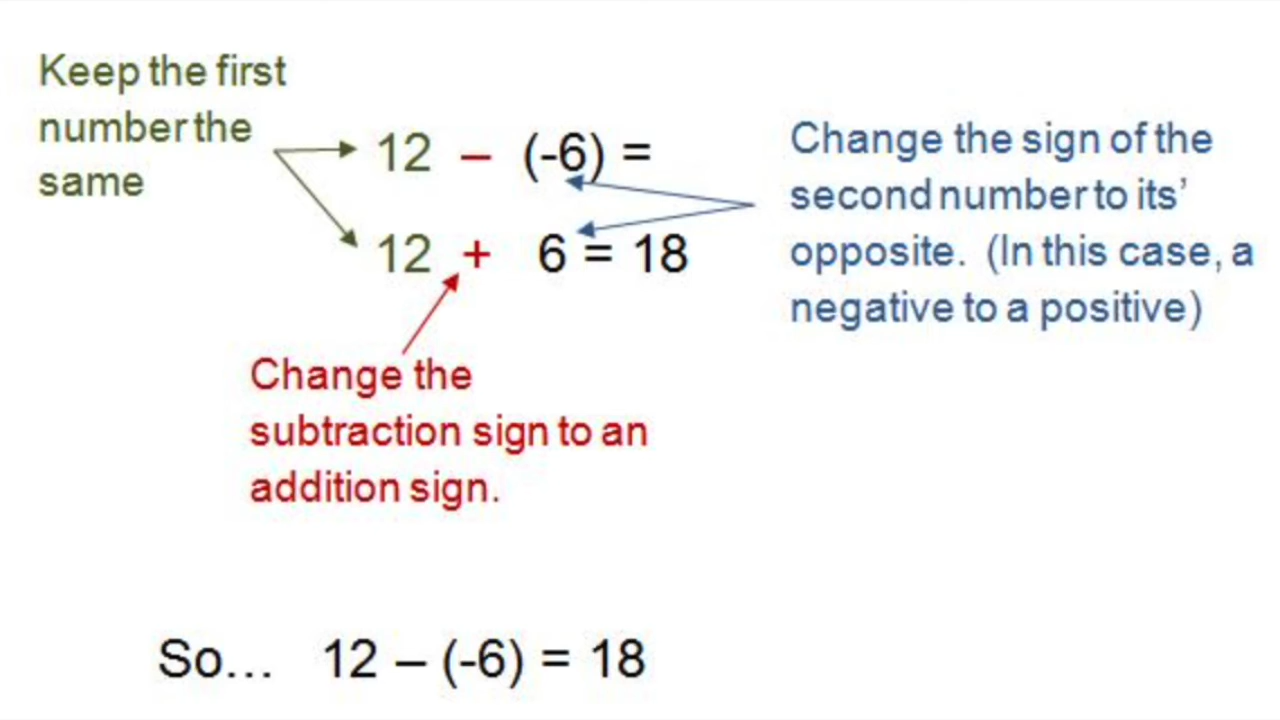 Keep the first
number the
same
12 – (-6) =
12 + 6 = 18
Change the sign of the
second number to its’
opposite. (In this case, a
negative to a positive)
Change the
subtraction sign to an
addition sign.
So... 12 – (-6) = 18